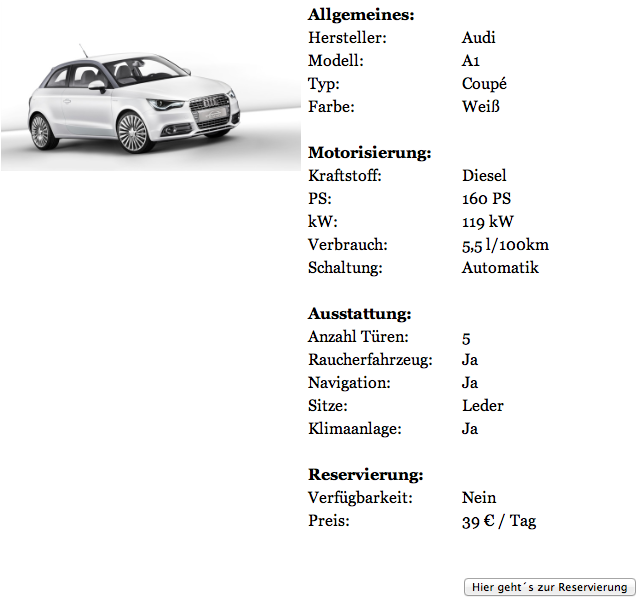 Allgemeines:
Hersteller: Audi
Modell: A1
Typ: Coupé
Farbe: Weiß
Motorisierung:
Kraftstoff: Diesel
PS: 160 PS
kW: 119 kW
Verbrauch: 5,5 l/100km
Schaltung: Automatik
Ausstattung:
Anzahl Türen: 5
Raucherfahrzeug: Ja
Navigation: Ja
Sitze: Leder
Klimaanlage: Ja
Reservierung:
Verfügbarkeit: Nein
Preis: 39 € / Tag
Hier geht´s zur Reservierung